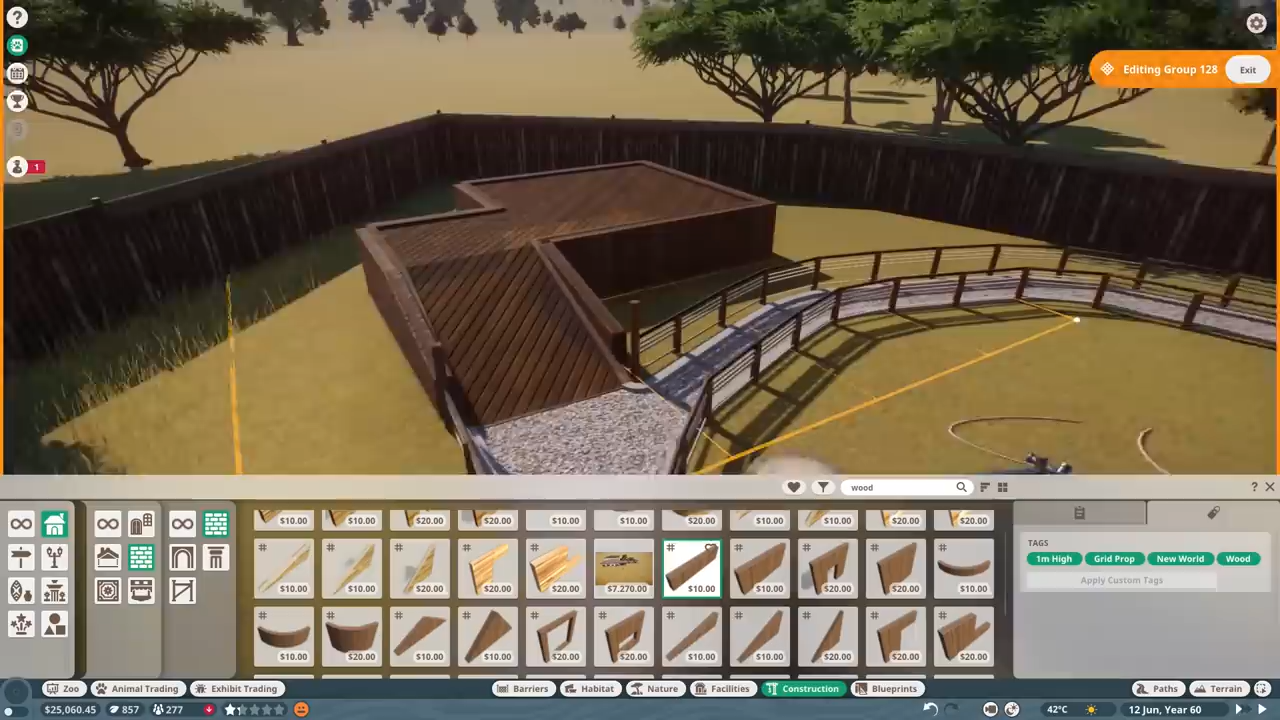 ?
Editing Group 128 Exit
1
wood
? ×
$10.00 $10.00 $20.00 $20.00 $10.00 $10.00 $20.00 $10.00 $10.00 $20.00 $20.00
TAGS
1m High Grid Prop New World Wood
Apply Custom Tags
$10.00 $10.00 $20.00 $20.00 $20.00 $7,270.00 $10.00 $10.00 $20.00 $20.00 $10.00
$10.00 $20.00 $10.00 $10.00 $20.00 $20.00 $10.00 $10.00 $20.00 $20.00 $20.00
Zoo Animal Trading Exhibit Trading Barriers Habitat Nature Facilities Construction Blueprints Paths Terrain
$25,060.45 857 277 42°C 12 Jun, Year 60